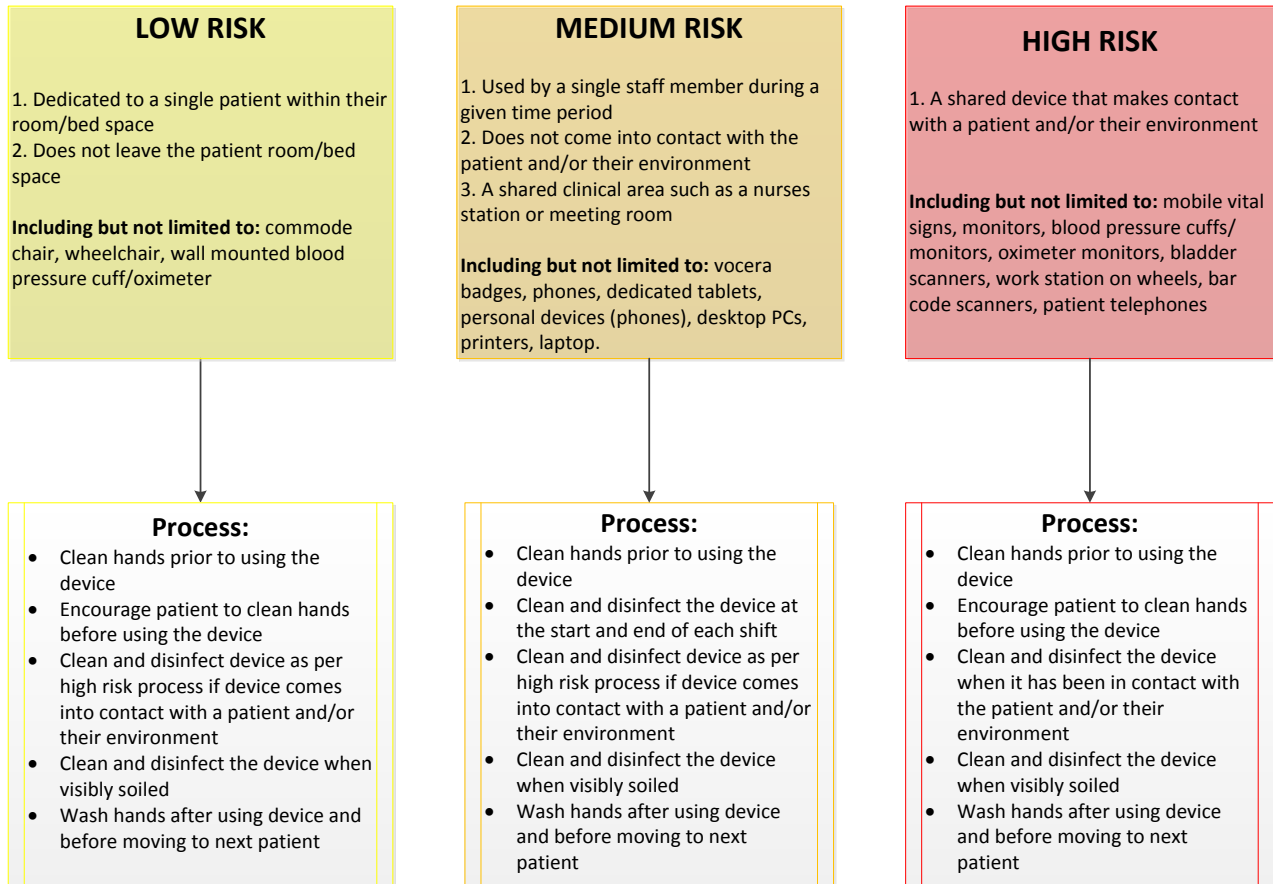 LOW RISK
1. Dedicated to a single patient within their
room/bed space
2. Does not leave the patient room/bed
space
Including but not limited to: commode
chair, wheelchair, wall mounted blood
pressure cuff/oximeter
MEDIUM RISK
1. Used by a single staff member during a
given time period
2. Does not come into contact with the
patient and/or their environment
3. A shared clinical area such as a nurses
station or meeting room
Including but not limited to: vocera
badges, phones, dedicated tablets,
personal devices (phones), desktop PCs,
printers, laptop.
HIGH RISK
1. A shared device that makes contact
with a patient and/or their environment
Including but not limited to: mobile vital
signs, monitors, blood pressure cuffs/
monitors, oximeter monitors, bladder
scanners, work station on wheels, bar
code scanners, patient telephones
Process:
• Clean hands prior to using the
device
• Encourage patient to clean hands
before using the device
• Clean and disinfect device as per
high risk process if device comes
into contact with a patient and/or
their environment
• Clean and disinfect the device when
visibly soiled
• Wash hands after using device and
before moving to next patient
Process:
• Clean hands prior to using the
device
• Clean and disinfect the device at
the start and end of each shift
• Clean and disinfect device as per
high risk process if device comes
into contact with a patient and/or
their environment
• Clean and disinfect the device
when visibly soiled
• Wash hands after using device
and before moving to next
patient
Process:
• Clean hands prior to using the
device
• Encourage patient to clean hands
before using the device
• Clean and disinfect the device
when it has been in contact with
the patient and/or their
environment
• Clean and disinfect the device
when visibly soiled
• Wash hands after using device
and before moving to next
patient